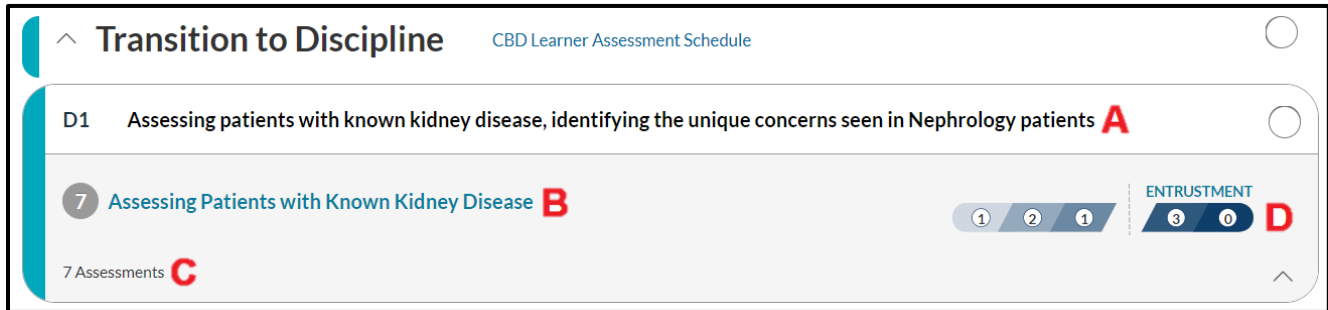 Transition to Discipline CBD Learner Assessment Schedule
D1 Assessing patients with known kidney disease, identifying the unique concerns seen in Nephrology patients A
ENTRUSTMENT
7 Assessing Patients with Known Kidney Disease B
1 2 1 3 0 D
7 Assessments C